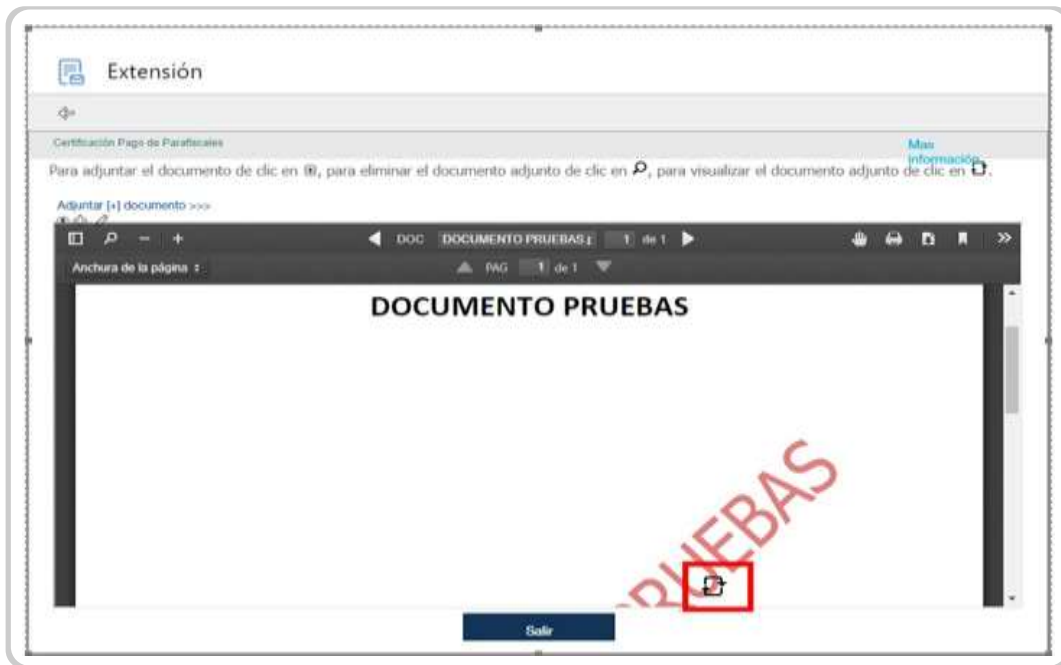 Extensión
Certificación Pago de Parafiscales
Mas
información
Para adjuntar el documento de clic en , para eliminar el documento adjunto de clic en , para visualizar el documento adjunto de clic en .
Adjuntar [+] documento >>>
DOC DOCUMENTO PRUEBAS 1 de 1
Anchura de la página PAG 1 de 1
DOCUMENTO PRUEBAS
PRUEBAS
Salir